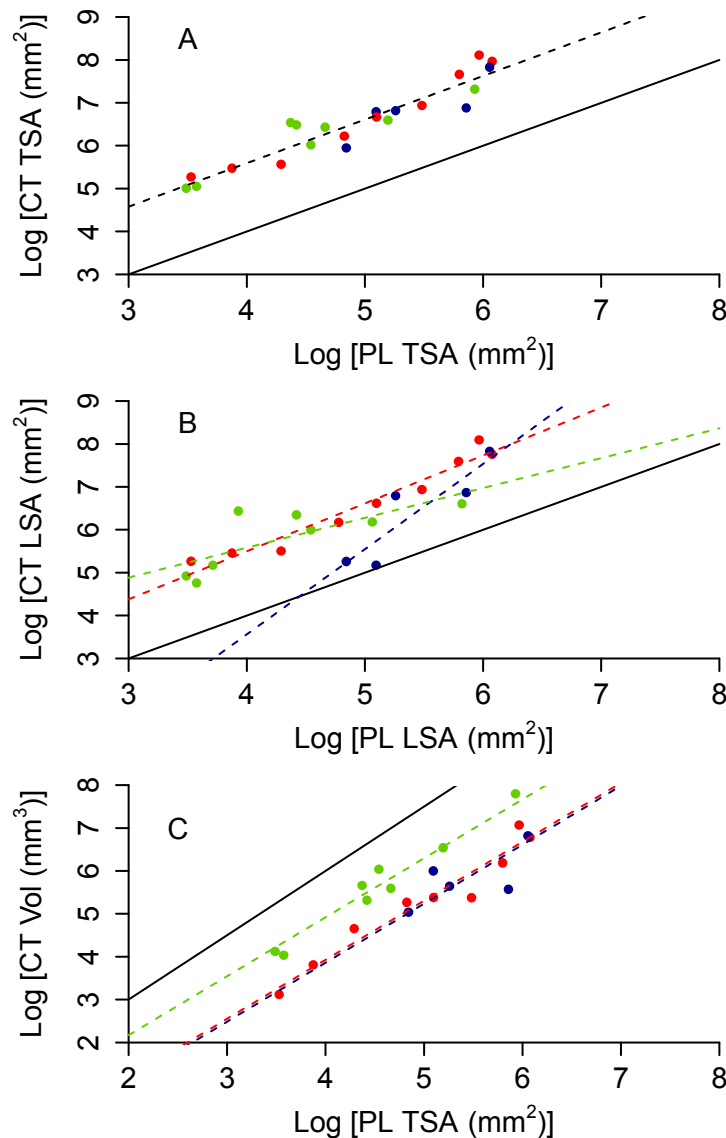 A
Log [CT TSA (mm²)]
9
8
7
6
5
4
3
3 4 5 6 7 8
Log [PL TSA (mm²)]
B
Log [CT LSA (mm²)]
9
8
7
6
5
4
3
3 4 5 6 7 8
Log [PL LSA (mm²)]
C
Log [CT Vol (mm³)]
8
7
6
5
4
3
2
2 3 4 5 6 7 8
Log [PL TSA (mm²)]